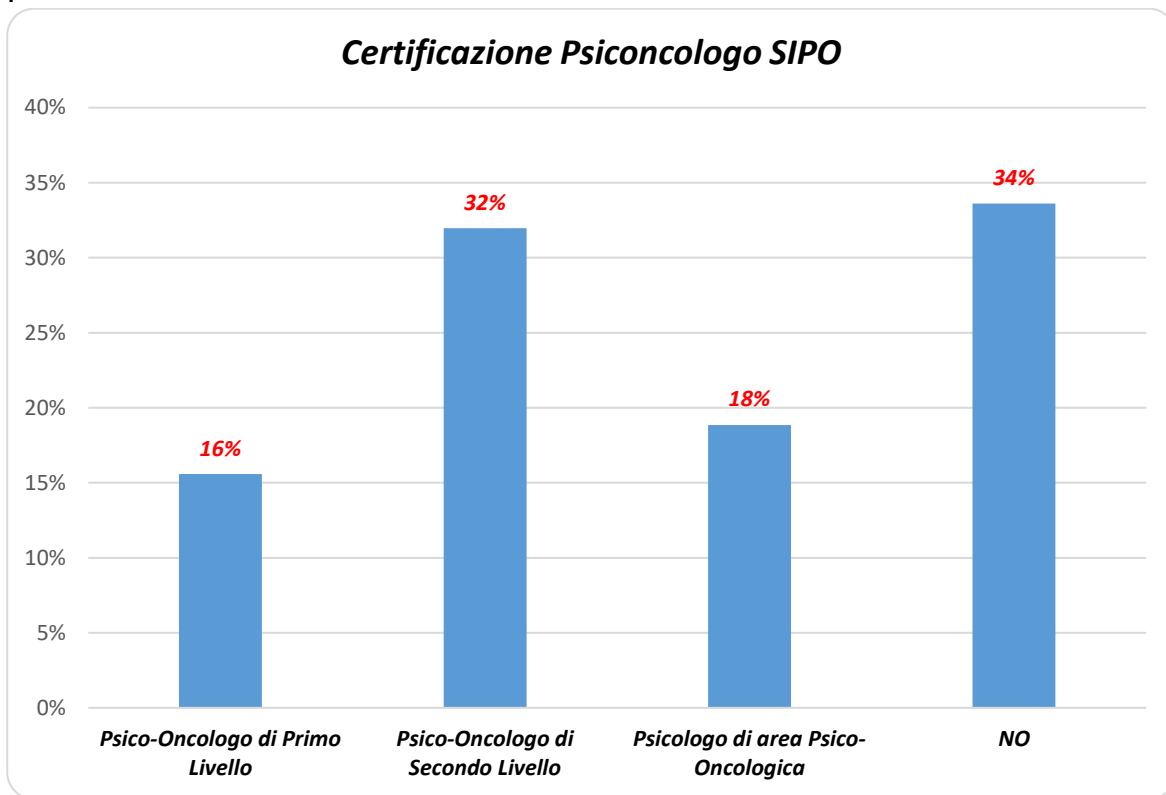 Certificazione Psiconcologo SIPO
40%
35%
30%
25%
20%
15%
10%
5%
0%
16%
32%
18%
34%
Psico-Oncologo di Primo
Livello
Psico-Oncologo di
Secondo Livello
Psicologo di area Psico-
Oncologica
NO